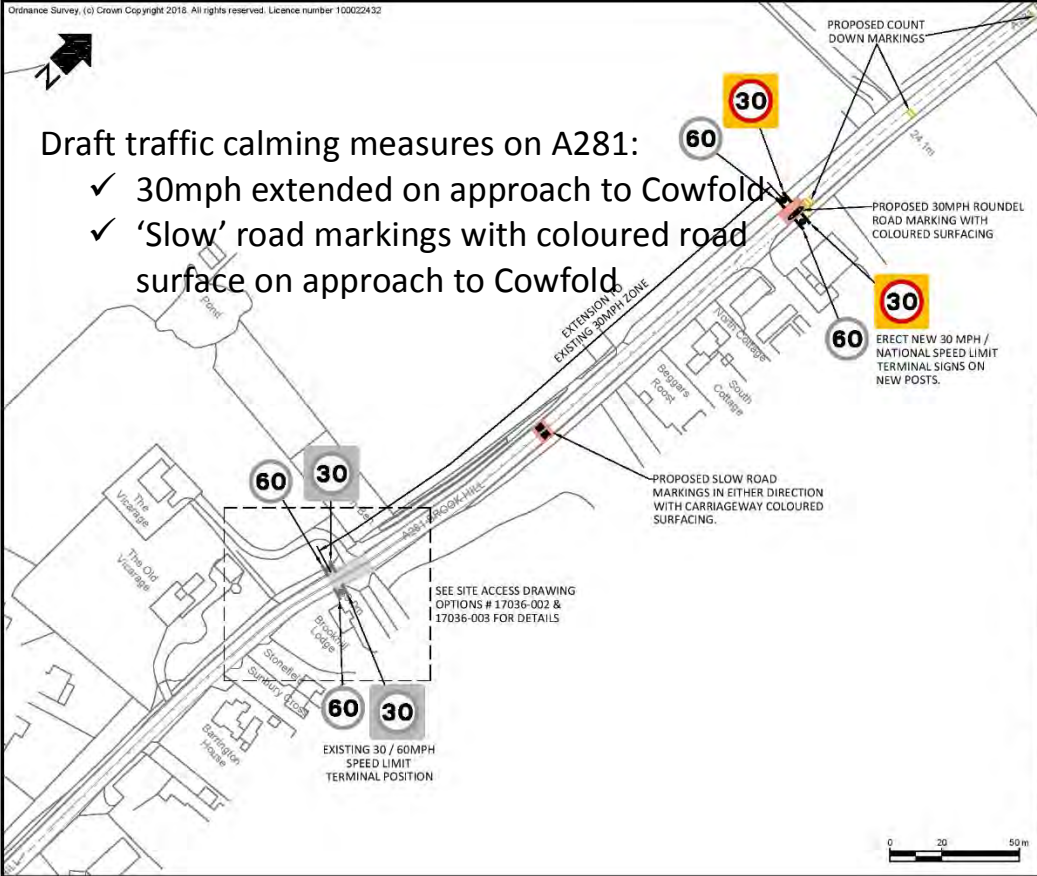 Ordnance Survey, (c) Crown Copyright 2018. All rights reserved. Licence number 100022432
N
PROPOSED COUNT
DOWN MARKINGS
A281
30
60
24.1m
Draft traffic calming measures on A281:
✓ 30mph extended on approach to Cowfold
✓ ‘Slow’ road markings with coloured road
surface on approach to Cowfold
PROPOSED 30MPH ROUNDEL
ROAD MARKING WITH
COLOURED SURFACING
Pond
EXTENSION TO
EXISTING 30MPH ZONE
30
60
ERECT NEW 30 MPH /
NATIONAL SPEED LIMIT
TERMINAL SIGNS ON
NEW POSTS.
North Cottage
South
Cottage
Beggars
Roost
60
30
PROPOSED SLOW ROAD
MARKINGS IN EITHER DIRECTION
WITH CARRIAGEWAY COLOURED
SURFACING.
The
Vicarage
A281 BROOK HILL
The Old
Vicarage
SEE SITE ACCESS DRAWING
OPTIONS # 17036-002 &
17036-003 FOR DETAILS
Brookhill
Lodge
Stonefield
Sunbury Cross
60
30
Barrington
House
EXISTING 30 / 60MPH
SPEED LIMIT
TERMINAL POSITION
HILL
0 20 50 m